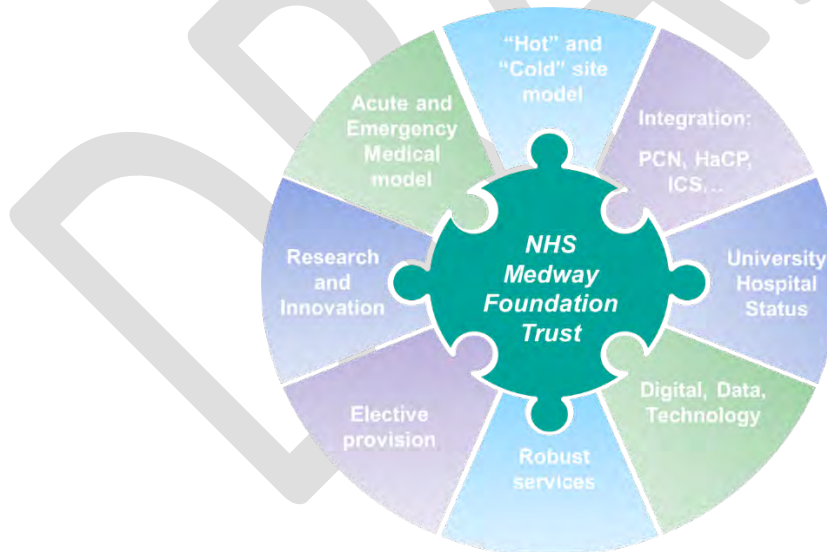 "Hot" and
"Cold" site
model
Integration:
PCN, HaCP,
ICS,..
University
Hospital
Status
Digital, Data,
Technology
Robust
services
Elective
provision
Research
and
Innovation
Acute and
Emergency
Medical
model
NHS
Medway
Foundation
Trust